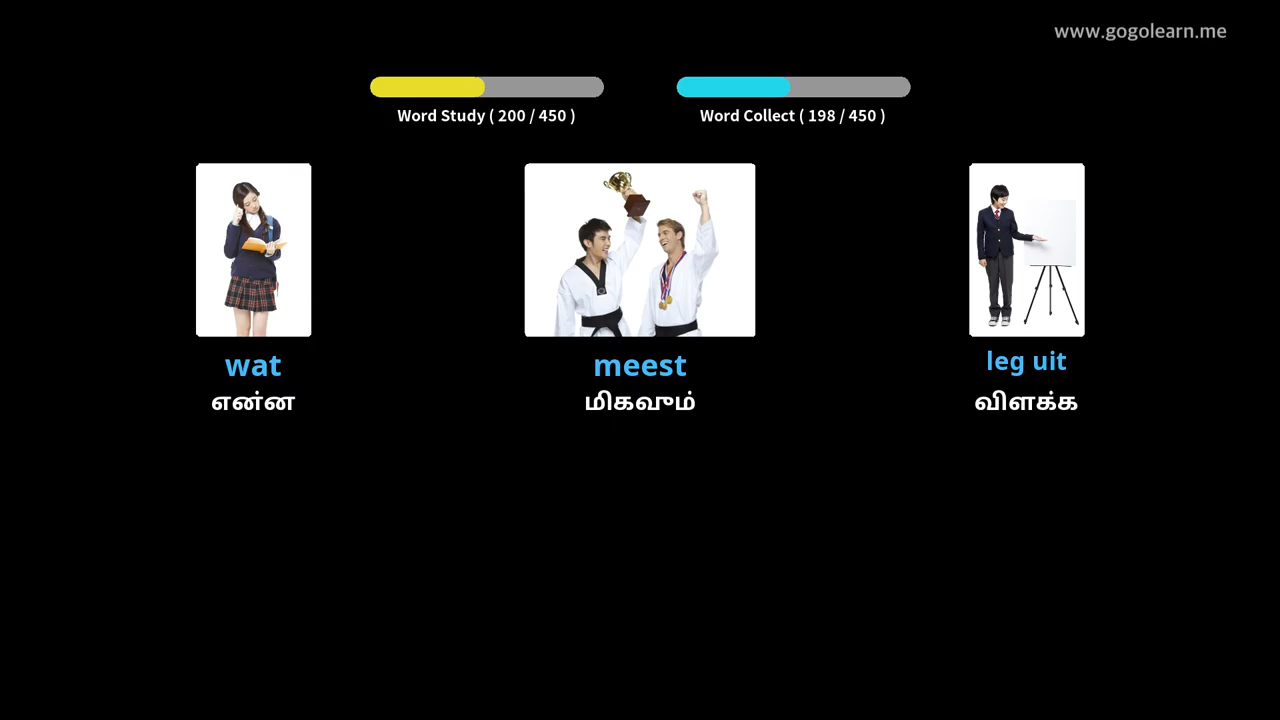 www.gogolearn.me
Word Study ( 200 / 450 )
Word Collect ( 198 / 450 )
wat
என்ன
meest
மிகவும்
leg uit
விளக்க